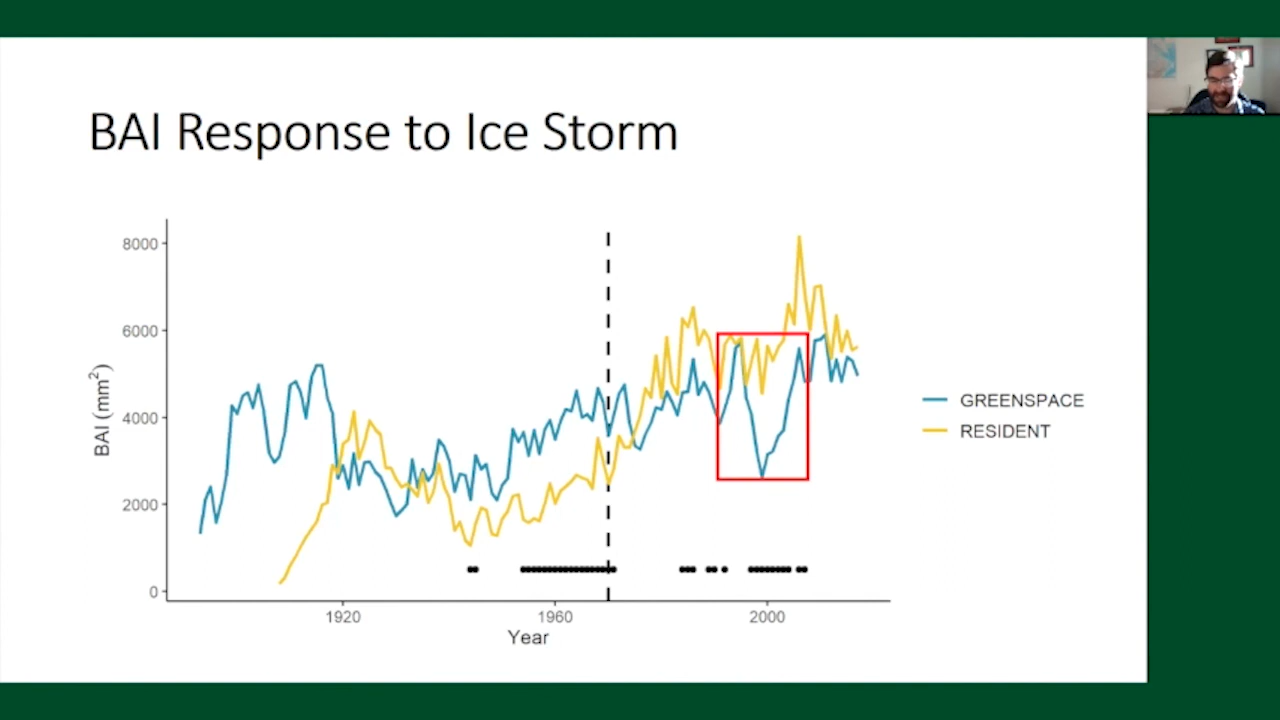 BAI Response to Ice Storm
BAI (mm²)
8000
6000
4000
2000
0
1920
1960
2000
Year
GREENSPACE
RESIDENT